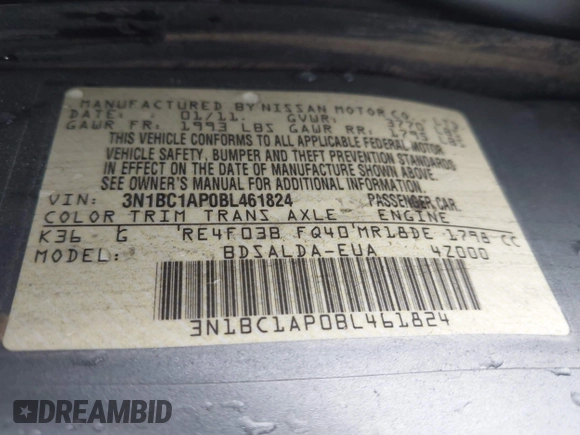 MANUFACTURED BY NISSAN MOTOR CO.
DATE: 01/11. GVWR:
GAWR FR: 1993 LBS GAWR RR: 1792 LBS
THIS VEHICLE CONFORMS TO ALL APPLICABLE FEDERAL MOTOR
VEHICLE SAFETY, BUMPER AND THEFT PREVENTION STANDARDS
IN EFFECT ON THE DATE OF MANUFACTURE SHOWN ABOVE.
SEE OWNER'S MANUAL FOR ADDITIONAL INFORMATION.
VIN: 3N1BC1AP0BL461824 PASSENGER CAR
COLOR TRIM TRANS AXLE ENGINE
K36 G RE4F03B FQ40 MR18DE 1798 CC
MODEL: BDSALDA-EUA 4Z000
3N1BC1AP0BL461824
DREAMBID